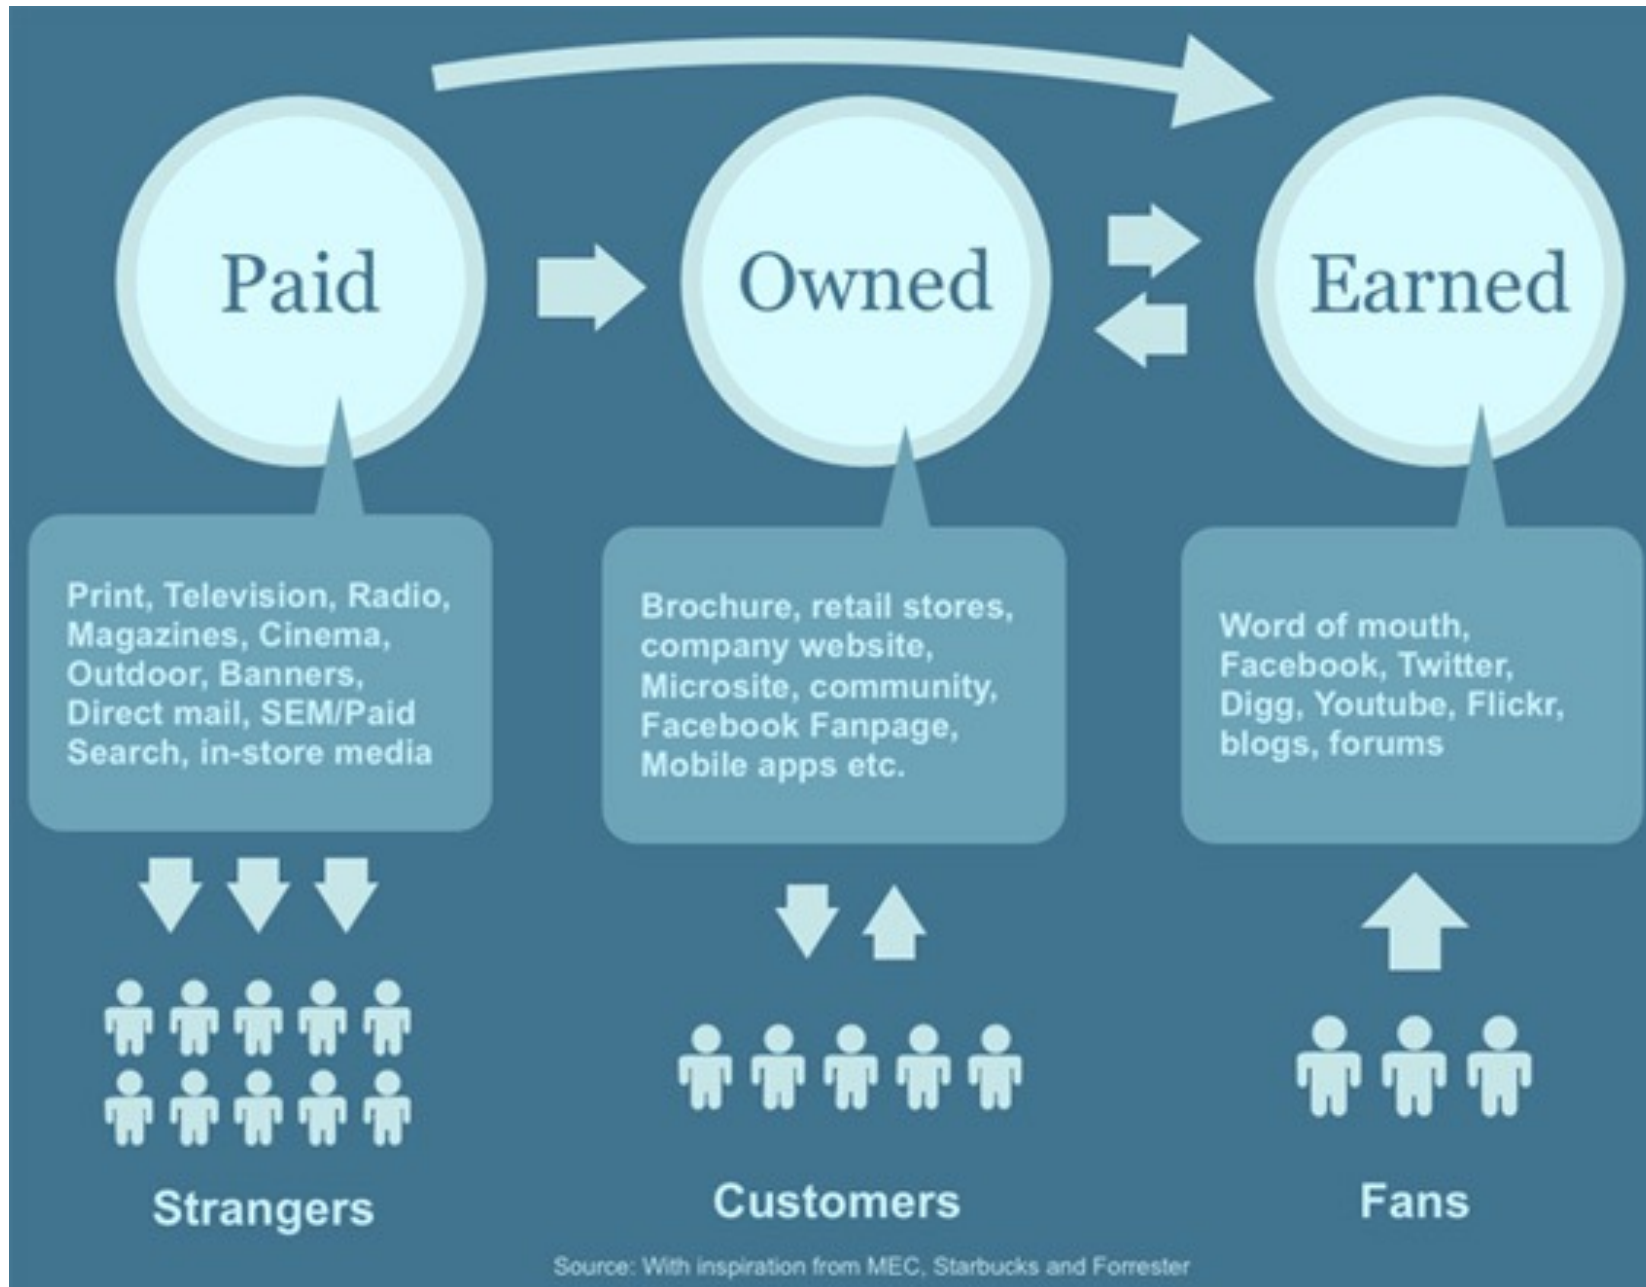 Paid
Owned
Earned
Print, Television, Radio,
Magazines, Cinema,
Outdoor, Banners,
Direct mail, SEM/Paid
Search, in-store media
Brochure, retail stores,
company website,
Microsite, community,
Facebook Fanpage,
Mobile apps etc.
Word of mouth,
Facebook, Twitter,
Digg, Youtube, Flickr,
blogs, forums
Strangers
Customers
Fans
Source: With inspiration from MEC, Starbucks and Forrester